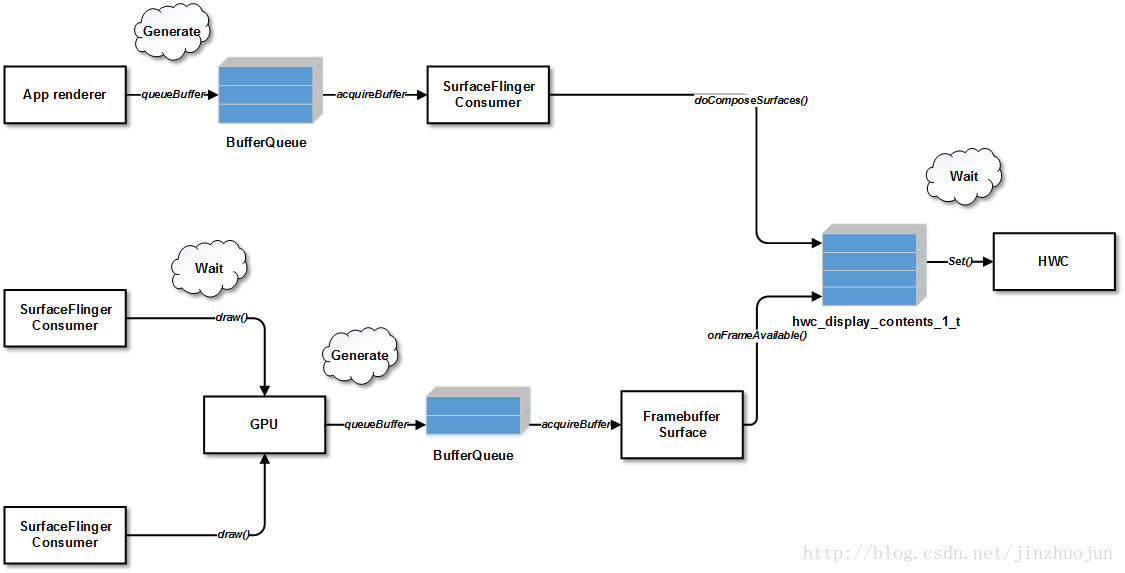 Generate
App renderer
queueBuffer
BufferQueue
acquireBuffer
SurfaceFlinger
Consumer
doComposeSurfaces()
Wait
hwc_display_contents_1_t
Set()
HWC
Wait
SurfaceFlinger
Consumer
draw()
Generate
GPU
queueBuffer
BufferQueue
acquireBuffer
Framebuffer
Surface
onFrameAvailable()
SurfaceFlinger
Consumer
draw()
http://blog.csdn.net/jinzhuojun